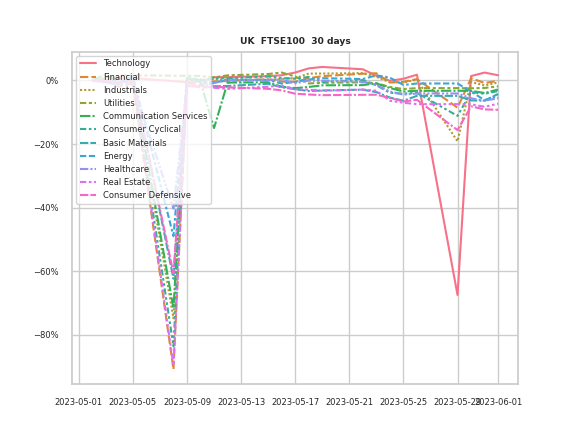 UK FTSE100 30 days
0%
−20%
−40%
−60%
−80%
Technology
Financial
Industrials
Utilities
Communication Services
Consumer Cyclical
Basic Materials
Energy
Healthcare
Real Estate
Consumer Defensive
2023-05-01 2023-05-05 2023-05-09 2023-05-13 2023-05-17 2023-05-21 2023-05-25 2023-05-29 2023-06-01